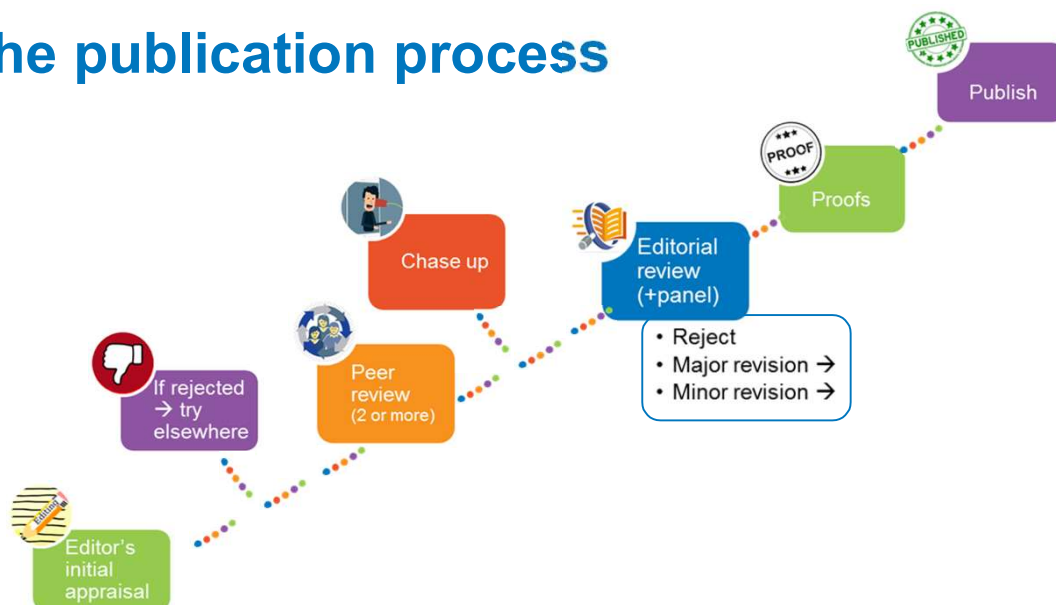 he publication process
PUBLISHED
Publish
PROOF
Proofs
Chase up
Editorial
review
(+panel)
• Reject
• Major revision →
• Minor revision →
Peer
review
(2 or more)
If rejected
→ try
elsewhere
Editing
Editor's
initial
appraisal